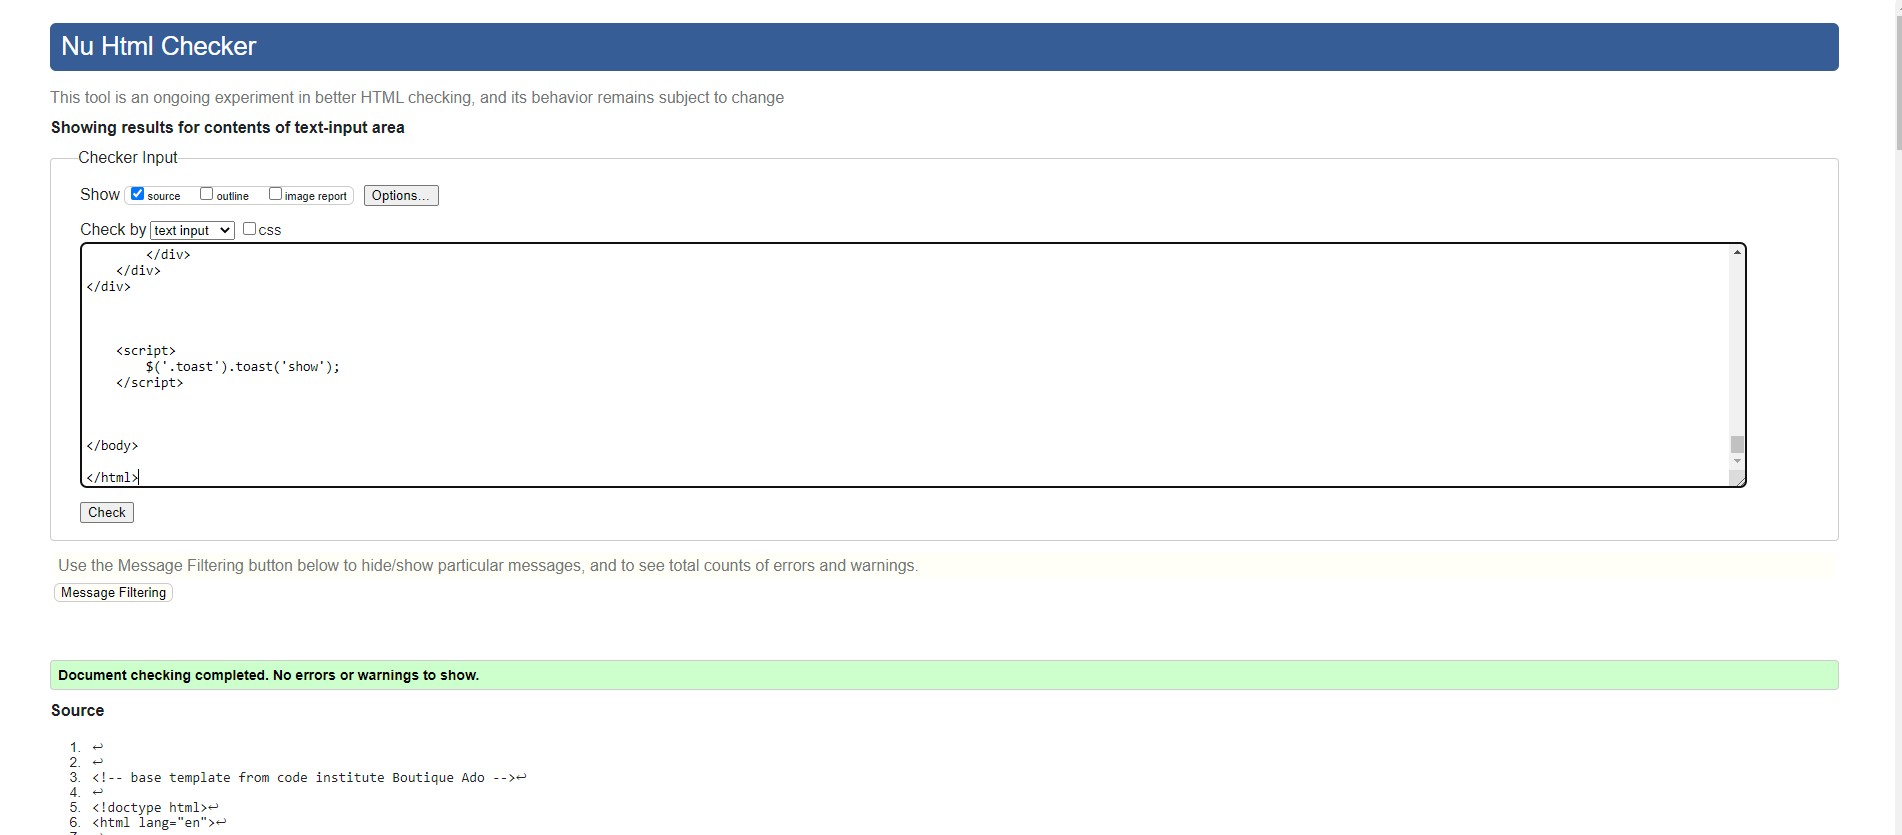 Nu Html Checker
This tool is an ongoing experiment in better HTML checking, and its behavior remains subject to change
Showing results for contents of text-input area
Checker Input
Show source outline image report Options...
Check by text input css
</div>
</div>
</div>
<script>
$('.toast').toast('show');
</script>
</body>
</html>
Check
Use the Message Filtering button below to hide/show particular messages, and to see total counts of errors and warnings.
Message Filtering
Document checking completed. No errors or warnings to show.
Source
1. ↩
2. ↩
3. <!-- base template from code institute Boutique Ado -->↩
4. ↩
5. <!doctype html>↩
6. <html lang="en">↩